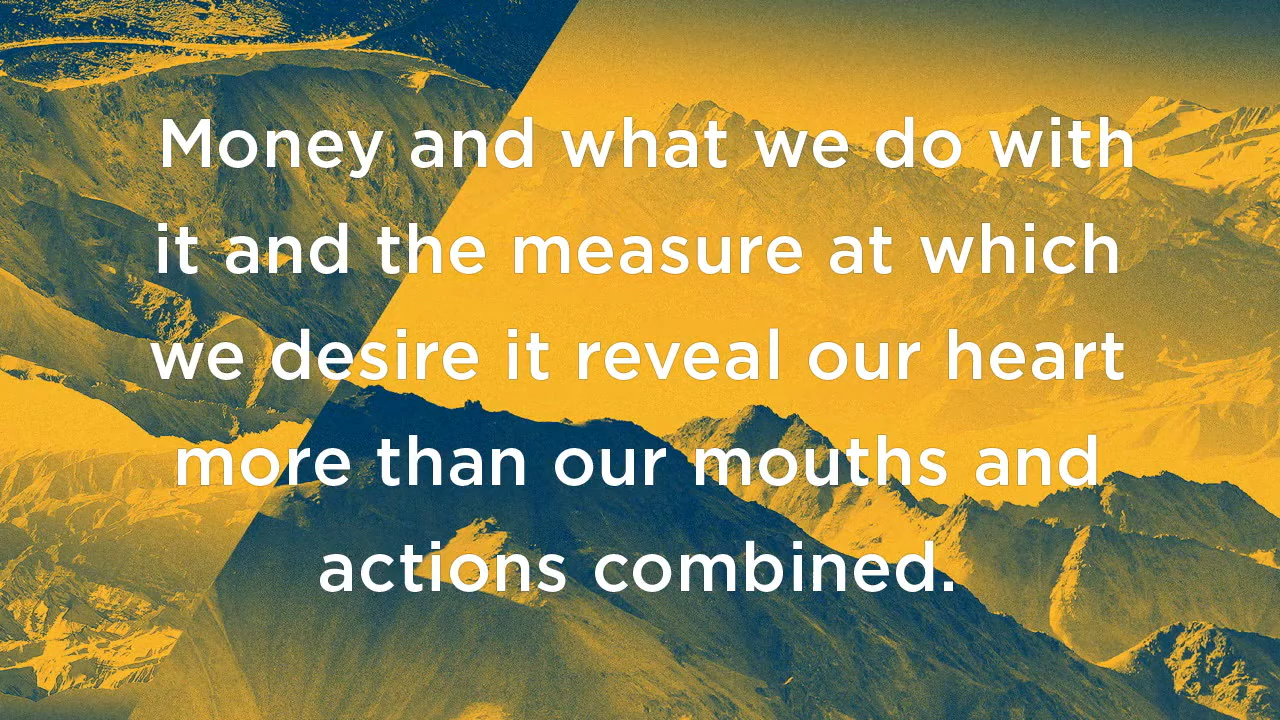 Money and what we do with
it and the measure at which
we desire it reveal our heart
more than our mouths and
actions combined.